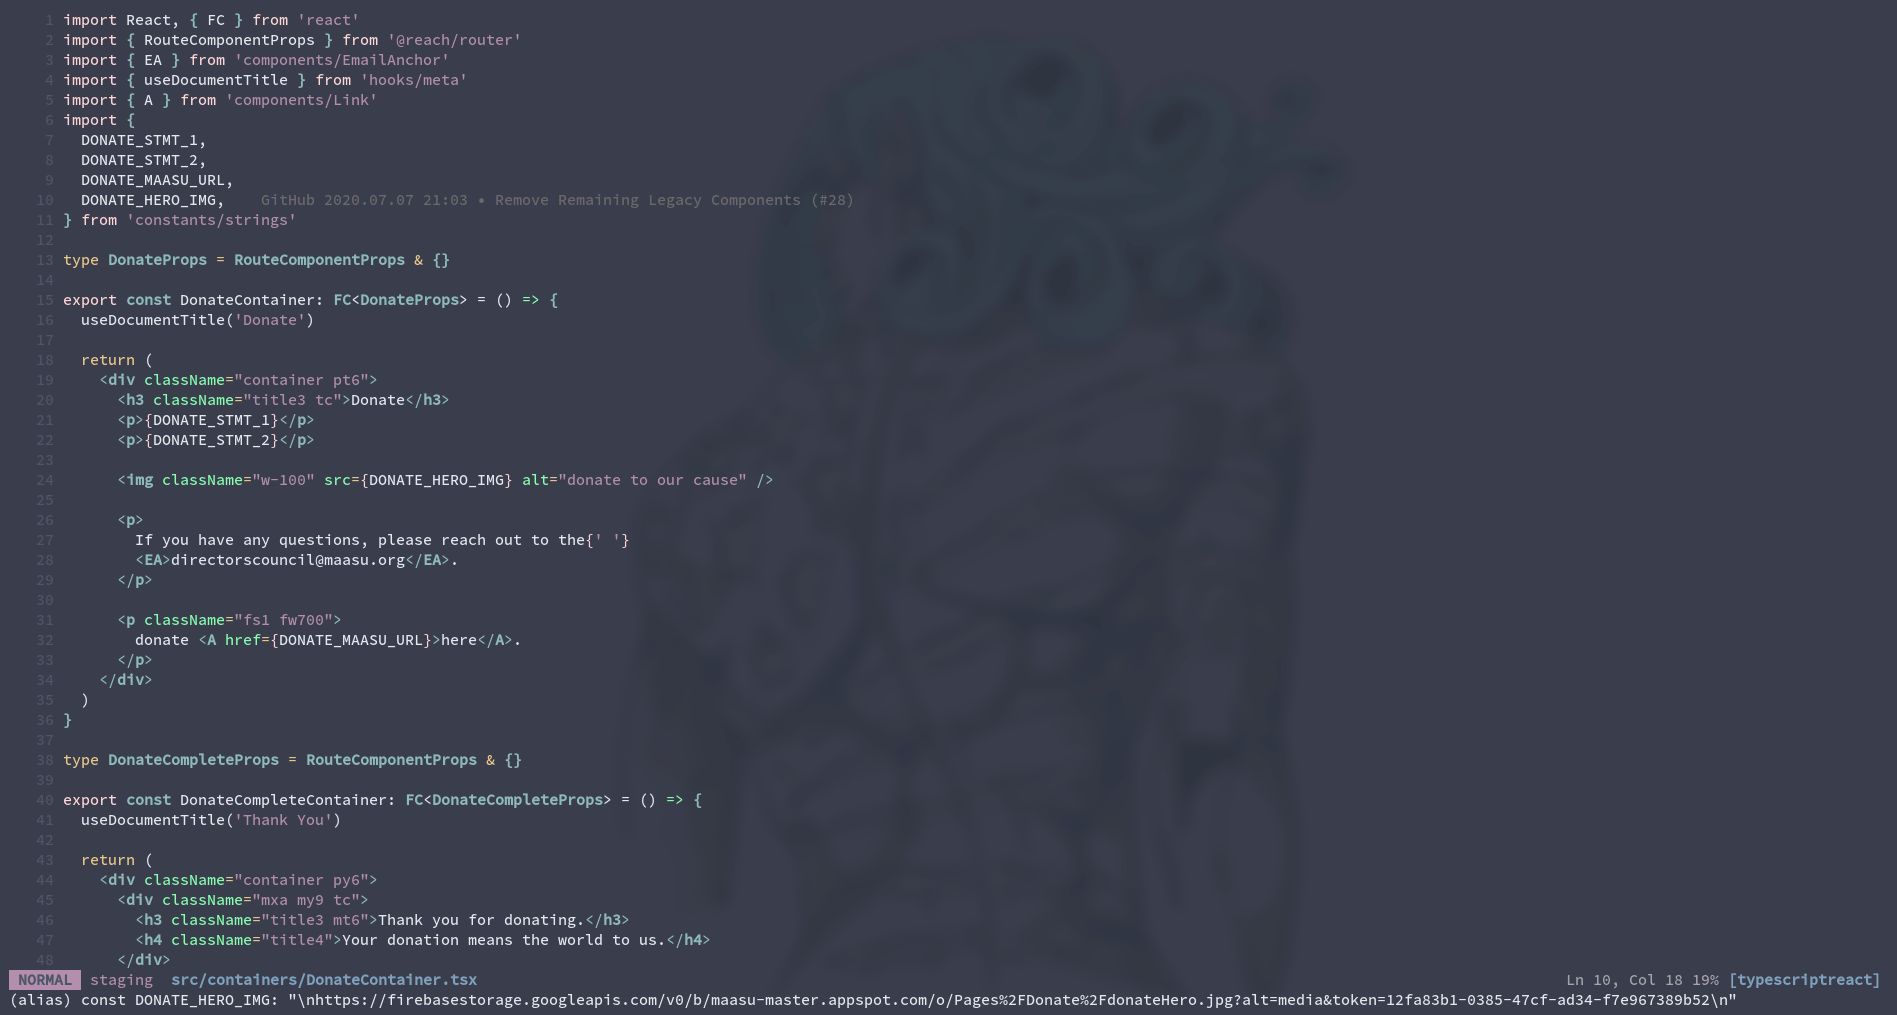 1 import React, { FC } from 'react'
2 import { RouteComponentProps } from '@reach/router'
3 import { EA } from 'components/EmailAnchor'
4 import { useDocumentTitle } from 'hooks/meta'
5 import { A } from 'components/Link'
6 import {
7   DONATE_STMT_1,
8   DONATE_STMT_2,
9   DONATE_MAASU_URL,
10   DONATE_HERO_IMG,    GitHub 2020.07.07 21:03 • Remove Remaining Legacy Components (#28)
11 } from 'constants/strings'
12
13 type DonateProps = RouteComponentProps & {}
14
15 export const DonateContainer: FC<DonateProps> = () => {
16   useDocumentTitle('Donate')
17
18   return (
19     <div className="container pt6">
20       <h3 className="title3 tc">Donate</h3>
21       <p>{DONATE_STMT_1}</p>
22       <p>{DONATE_STMT_2}</p>
23
24       <img className="w-100" src={DONATE_HERO_IMG} alt="donate to our cause" />
25
26       <p>
27         If you have any questions, please reach out to the{' '}
28         <EA>directorscouncil@maasu.org</EA>.
29       </p>
30
31       <p className="fs1 fw700">
32         donate <A href={DONATE_MAASU_URL}>here</A>.
33       </p>
34     </div>
35   )
36 }
37
38 type DonateCompleteProps = RouteComponentProps & {}
39
40 export const DonateCompleteContainer: FC<DonateCompleteProps> = () => {
41   useDocumentTitle('Thank You')
42
43   return (
44     <div className="container py6">
45       <div className="mxa my9 tc">
46         <h3 className="title3 mt6">Thank you for donating.</h3>
47         <h4 className="title4">Your donation means the world to us.</h4>
48       </div>
NORMAL staging src/containers/DonateContainer.tsx Ln 10, Col 18 19% [typescriptreact]
(alias) const DONATE_HERO_IMG: "\nhttps://firebasestorage.googleapis.com/v0/b/maasu-master.appspot.com/o/Pages%2FDonate%2FdonateHero.jpg?alt=media&token=12fa83b1-0385-47cf-ad34-f7e967389b52\n"